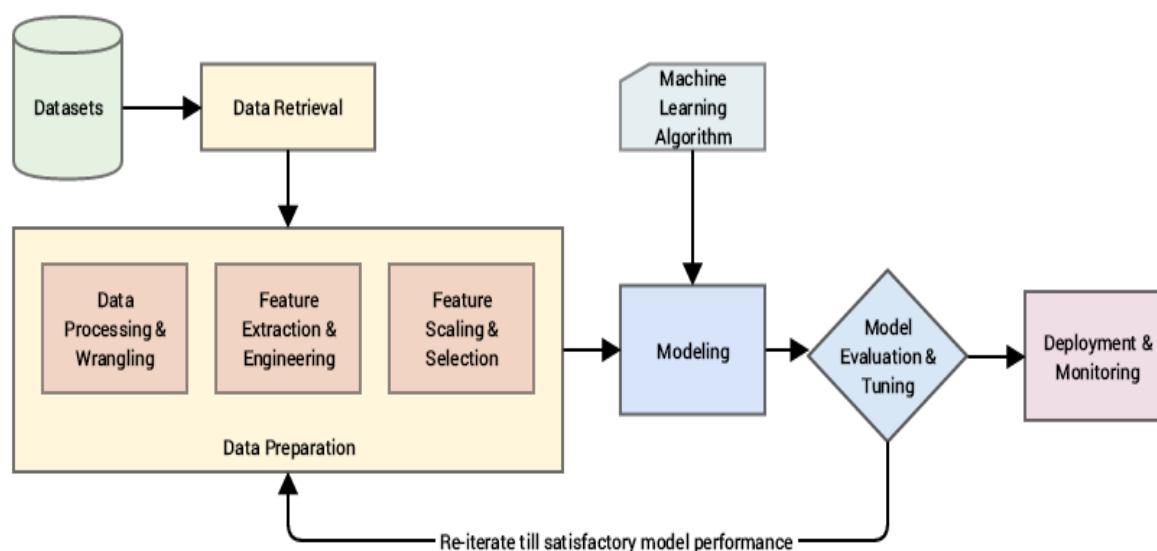 Datasets
Data Retrieval
Machine
Learning
Algorithm
Data
Processing &
Wrangling
Feature
Extraction &
Engineering
Feature
Scaling &
Selection
Data Preparation
Modeling
Model
Evaluation &
Tuning
Deployment &
Monitoring
Re-iterate till satisfactory model performance